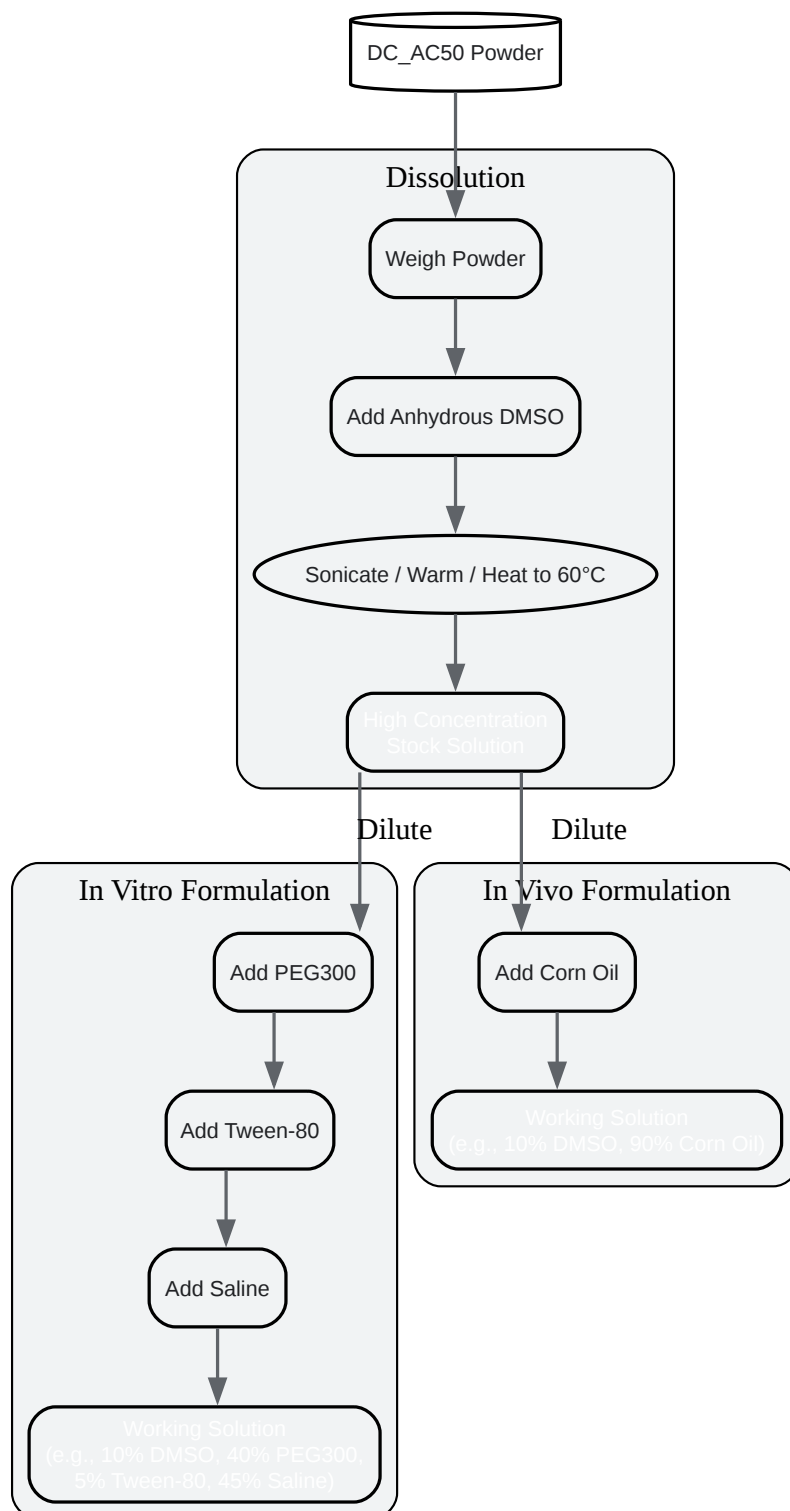 DC_AC50 Powder
Dissolution
Weigh Powder
Add Anhydrous DMSO
Sonicate / Warm / Heat to 60°C
High Concentration
Stock Solution
Dilute
Dilute
In Vitro Formulation
In Vivo Formulation
Add PEG300
Add Corn Oil
Add Tween-80
Working Solution
(e.g., 10% DMSO, 90% Corn Oil)
Add Saline
Working Solution
(e.g., 10% DMSO, 40% PEG300,
5% Tween-80, 45% Saline)